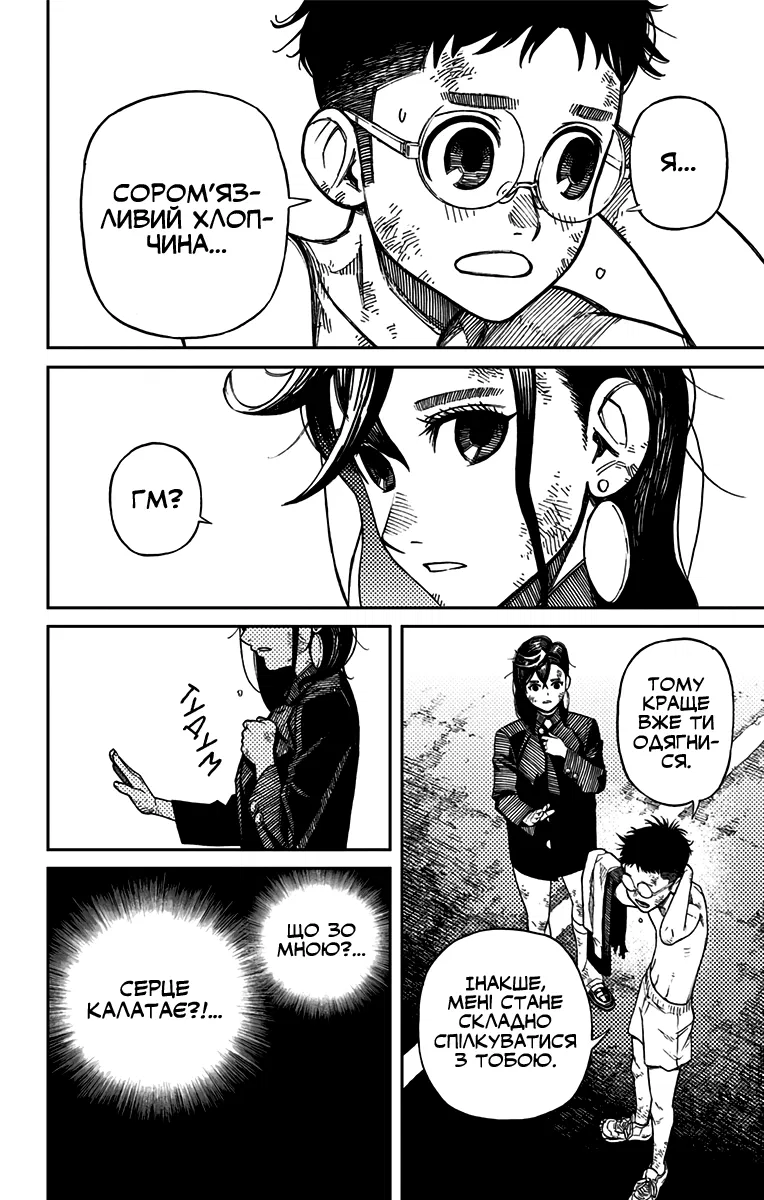 Я...
СОРОМ'ЯЗ-
ЛИВИЙ ХЛОП-
ЧИНА...
ГМ?
ТОМУ
КРАЩЕ
ВЖЕ ТИ
ОДЯГНИ-
СЯ.
ІНАКШЕ,
МЕНІ СТАНЕ
СКЛАДНО
СПІЛКУВАТИСЯ
З ТОБОЮ.
ТУДУМ
ЩО ЗО
МНОЮ?...
СЕРЦЕ
КАЛАТАЄ?!...